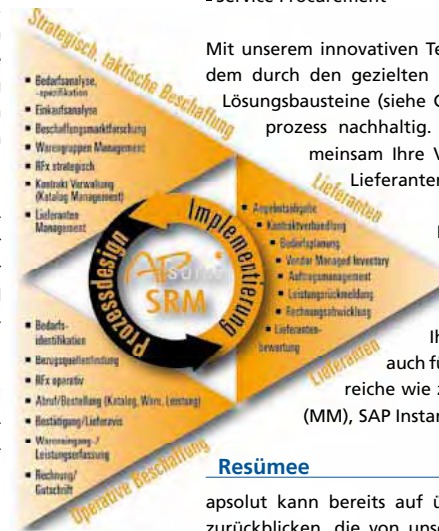 Service Procurement
Mit unserem innovativen Te
dem durch den gezielten
Lösungsbausteine (siehe G
prozess nachhaltig.
meinsam Ihre V
Lieferanten
Ih
auch fü
reiche wie z
(MM), SAP Instan
Resümee
apsolut kann bereits auf ü
zurückblicken, die von unse
Strategisch, taktische Beschaffung
Bedarfsanalyse,
-spezifikation
Einkaufsanalyse
Beschaffungsmarktforschung
Warengruppen Management
RFx strategisch
Kontrakt Verwaltung
(Katalog Management)
Lieferanten
Management
Prozessdesign
Implementierung
APsolut
SRM
Lieferanten
Angebotsabgabe
Kontraktverhandlung
Bedarfsplanung
Vendor Managed Inventory
Auftragsmanagement
Leistungsrückmeldung
Rechnungsabwicklung
Lieferanten-
bewertung
Lieferanten
Bedarfs-
identifikation
Bezugsquellenfindung
RFx operativ
Abruf/Bestellung (Katalog, Ware, Leistung)
Bestätigung/Lieferavis
Wareneingang-/
Leistungserfassung
Rechnung/
Gutschrift
Operative Beschaffung